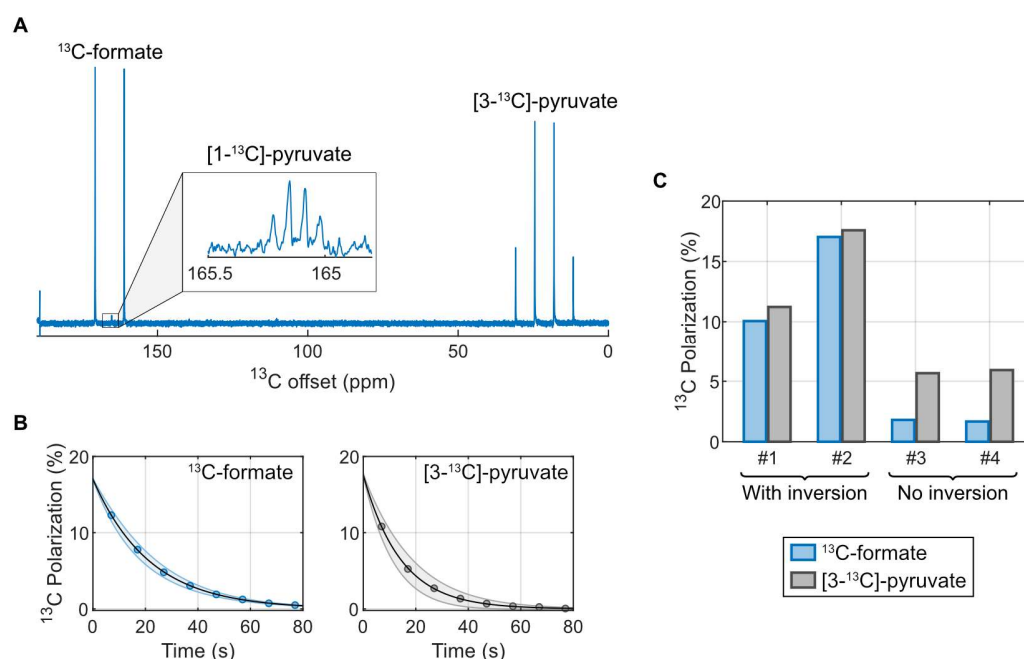 A
¹³C-formate
[3-¹³C]-pyruvate
[1-¹³C]-pyruvate
165.5 165
150 100 50 0
¹³C offset (ppm)
B
¹³C Polarization (%)
20
10
0
¹³C-formate
0 20 40 60 80
Time (s)
20
10
0
[3-¹³C]-pyruvate
0 20 40 60 80
Time (s)
C
¹³C Polarization (%)
20
15
10
5
0
#1 #2 #3 #4
With inversion No inversion
¹³C-formate
[3-¹³C]-pyruvate